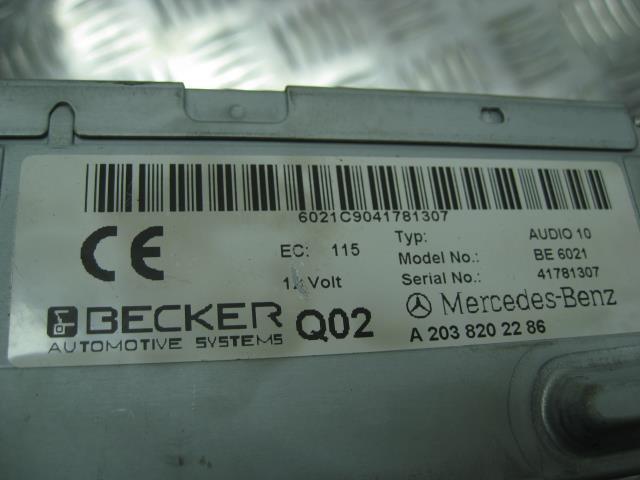 6021C9041781307
CE
EC: 115
Volt
Typ: AUDIO 10
Model No.: BE 6021
Serial No.: 41781307
BECKER
AUTOMOTIVE SYSTEMS
Q02
Mercedes-Benz
A 203 820 22 86